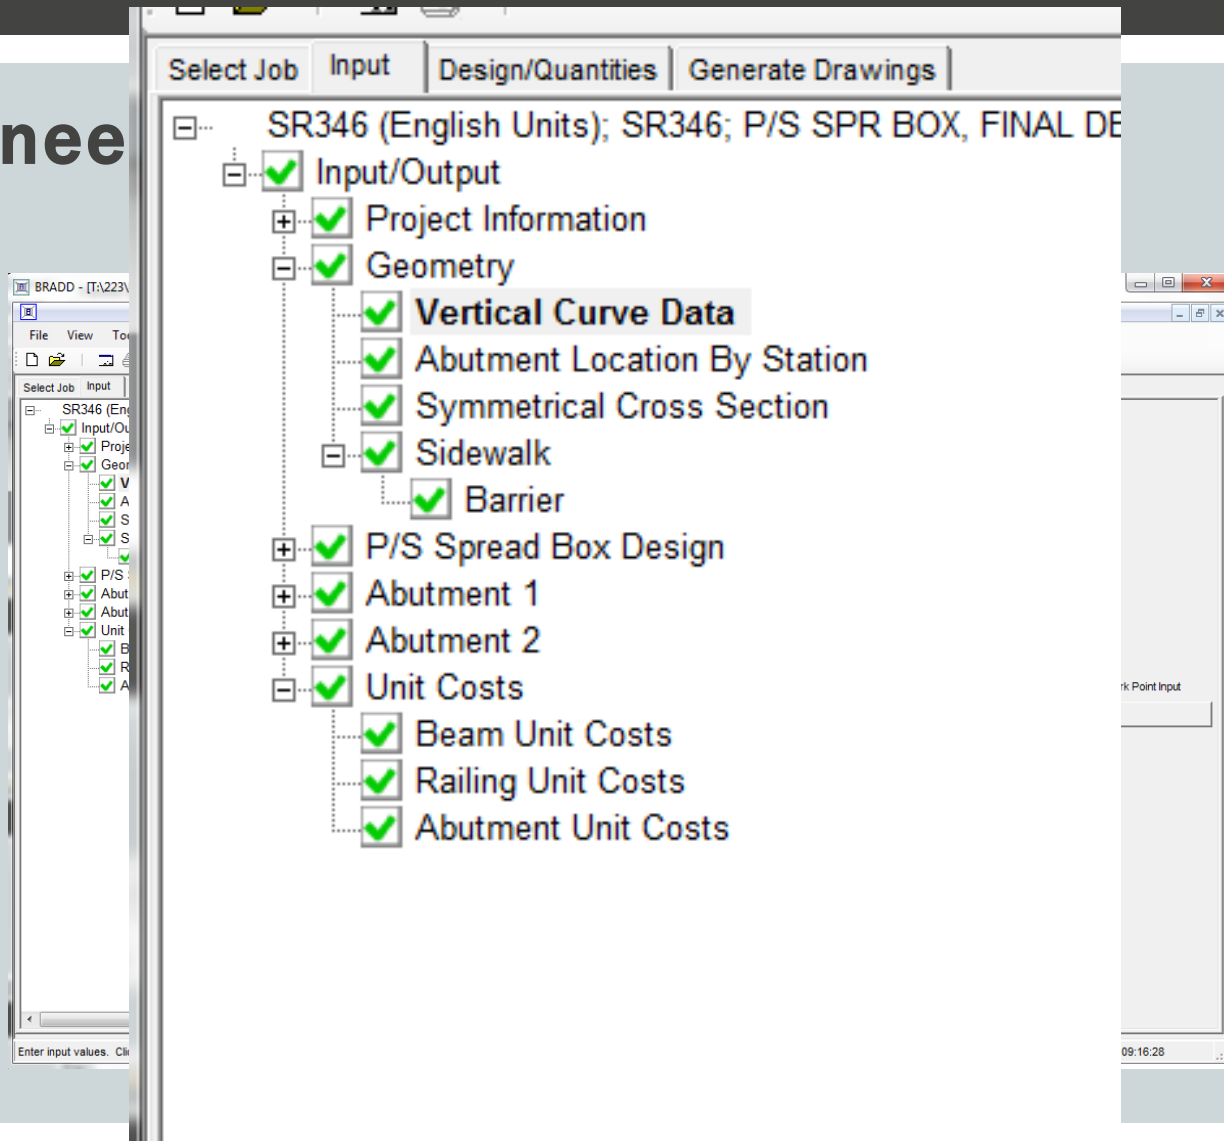 nee
Select Job Input Design/Quantities Generate Drawings
SR346 (English Units); SR346; P/S SPR BOX, FINAL DE
Input/Output
Project Information
Geometry
Vertical Curve Data
Abutment Location By Station
Symmetrical Cross Section
Sidewalk
Barrier
P/S Spread Box Design
Abutment 1
Abutment 2
Unit Costs
Beam Unit Costs
Railing Unit Costs
Abutment Unit Costs
BRADD - [T:\223\
File View Too
Select Job Input
SR346 (Eng
Input/Ou
Proje
Geor
V
A
S
S
P/S
Abut
Abut
Unit
B
R
A
rk Point Input
Enter input values. Clic
09:16:28